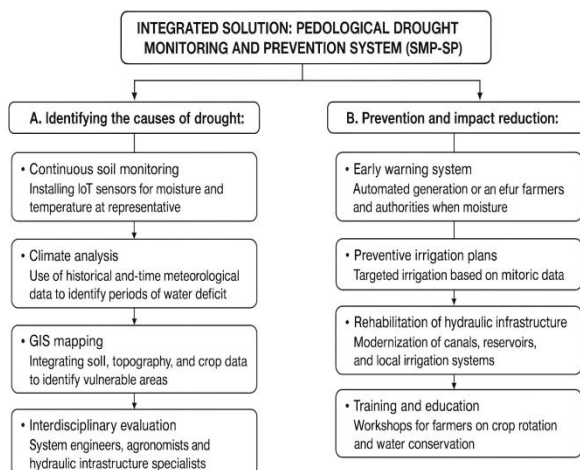 INTEGRATED SOLUTION: PEDOLOGICAL DROUGHT
MONITORING AND PREVENTION SYSTEM (SMP-SP)
A. Identifying the causes of drought:
• Continuous soil monitoring
Installing IoT sensors for moisture and
temperature at representative
• Climate analysis
Use of historical and-time meteorological
data to identify periods of water deficit
• GIS mapping
Integrating soil, topography, and crop data
to identify vulnerable areas
• Interdisciplinary evaluation
System engineers, agronomists and
hydraulic intrastructure specialists
B. Prevention and impact reduction:
• Early warning system
Automated generation or an efur farmers
and authorities when moisture
• Preventive irrigation plans
Targeted irrigation based on mitoric data
• Rehabilitation of hydraulic infrastructure
Modernization of canals, reservoirs,
and local irrigation systems
• Training and education
Workshops for farmers on crop rotation
and water conservation